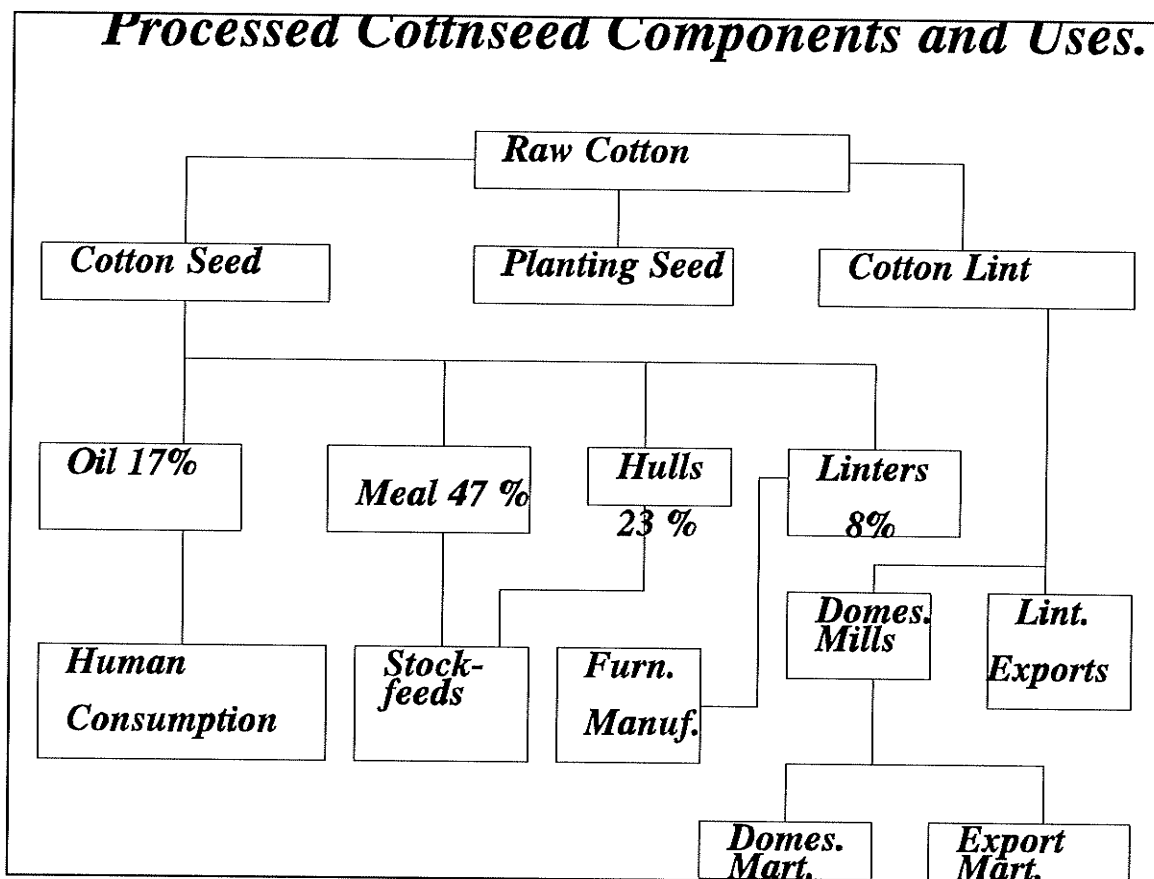 Processed Cottnseed Components and Uses.
Raw Cotton
Cotton Seed
Planting Seed
Cotton Lint
Oil 17%
Meal 47 %
Hulls
23 %
Linters
8%
Human
Consumption
Stock-
feeds
Furn.
Manuf.
Domes.
Mills
Lint.
Exports
Domes.
Mart.
Export
Mart.